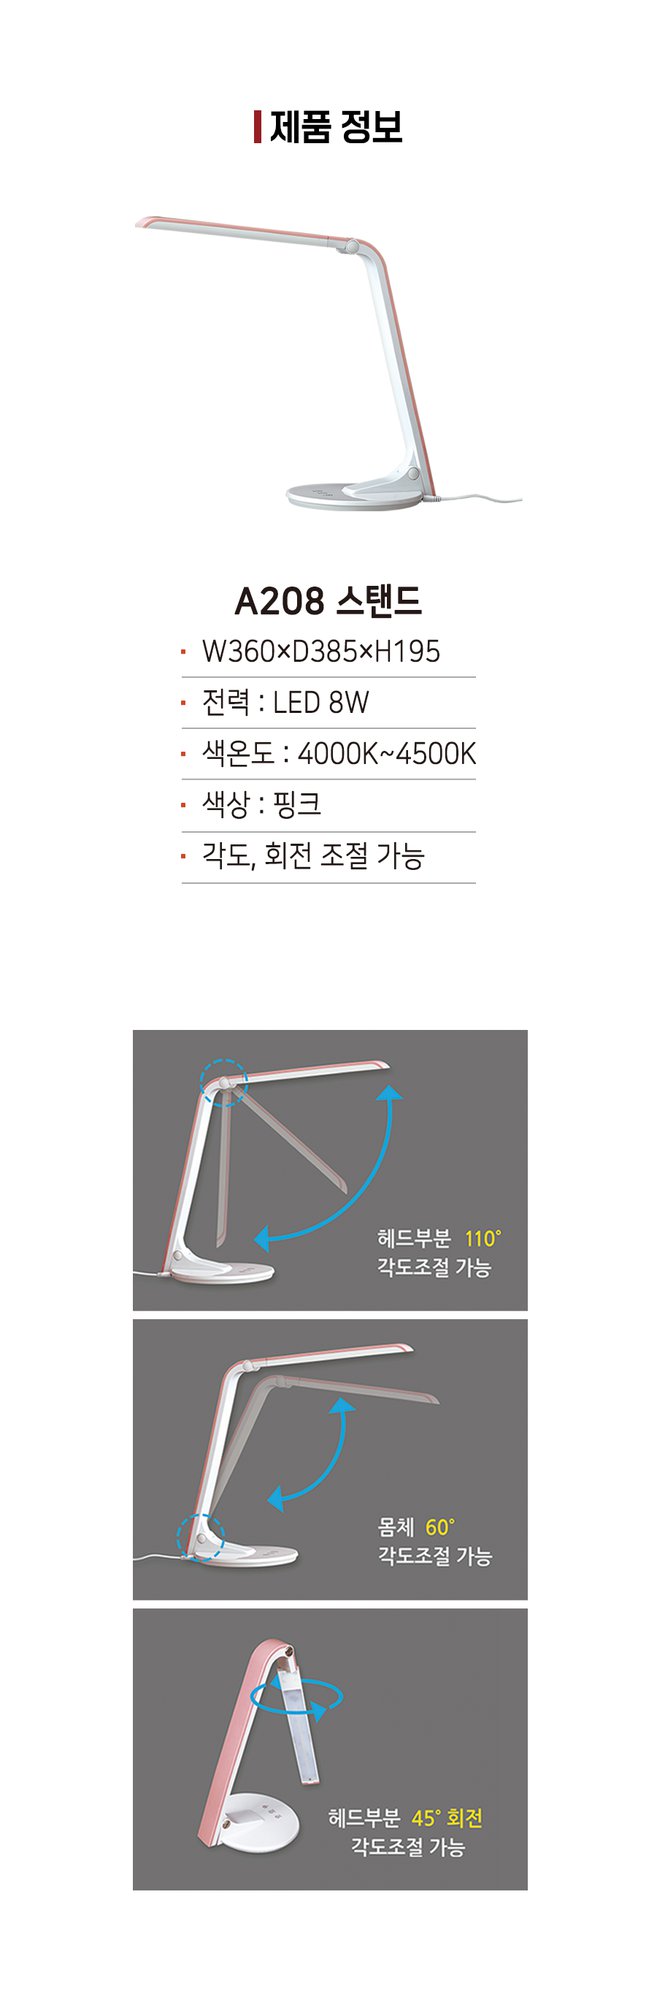 제품 정보
A208 스탠드
· W360×D385×H195
· 전력 : LED 8W
· 색온도 : 4000K~4500K
· 색상 : 핑크
· 각도, 회전 조절 가능
헤드부분 110°
각도조절 가능
몸체 60°
각도조절 가능
헤드부분 45° 회전
각도조절 가능